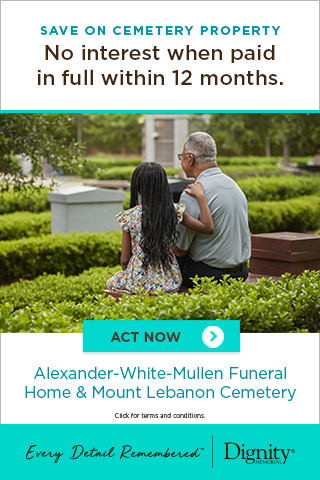 SAVE ON CEMETERY PROPERTY
No interest when paid
in full within 12 months.
ACT NOW
Alexander-White-Mullen Funeral
Home & Mount Lebanon Cemetery
Click for terms and conditions.
Every Detail Remembered℠
Dignity®
MEMORIAL